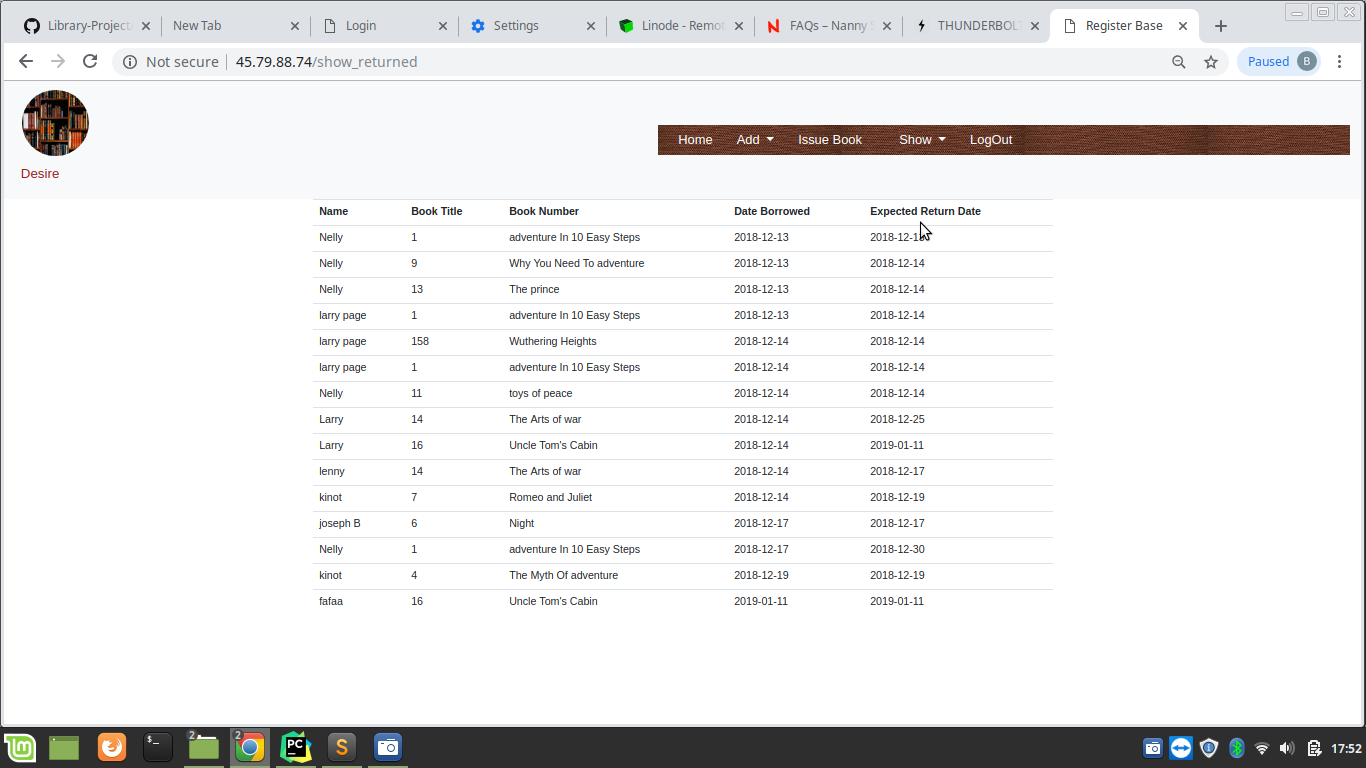 Library-Project New Tab Login Settings Linode - Remot FAQs – Nanny THUNDERBOL Register Base
Not secure 45.79.88.74/show_returned Paused B
Home Add Issue Book Show LogOut
Desire
Name Book Title Book Number Date Borrowed Expected Return Date
Nelly 1 adventure In 10 Easy Steps 2018-12-13
Nelly 9 Why You Need To adventure 2018-12-13 2018-12-14
Nelly 13 The prince 2018-12-13 2018-12-14
larry page 1 adventure In 10 Easy Steps 2018-12-13 2018-12-14
larry page 158 Wuthering Heights 2018-12-14 2018-12-14
larry page 1 adventure In 10 Easy Steps 2018-12-14 2018-12-14
Nelly 11 toys of peace 2018-12-14 2018-12-14
Larry 14 The Arts of war 2018-12-14 2018-12-25
Larry 16 Uncle Tom's Cabin 2018-12-14 2019-01-11
lenny 14 The Arts of war 2018-12-14 2018-12-17
kinot 7 Romeo and Juliet 2018-12-14 2018-12-19
joseph B 6 Night 2018-12-17 2018-12-17
Nelly 1 adventure In 10 Easy Steps 2018-12-17 2018-12-30
kinot 4 The Myth Of adventure 2018-12-19 2018-12-19
fafaa 16 Uncle Tom's Cabin 2019-01-11 2019-01-11
2 2 PC S 17:52